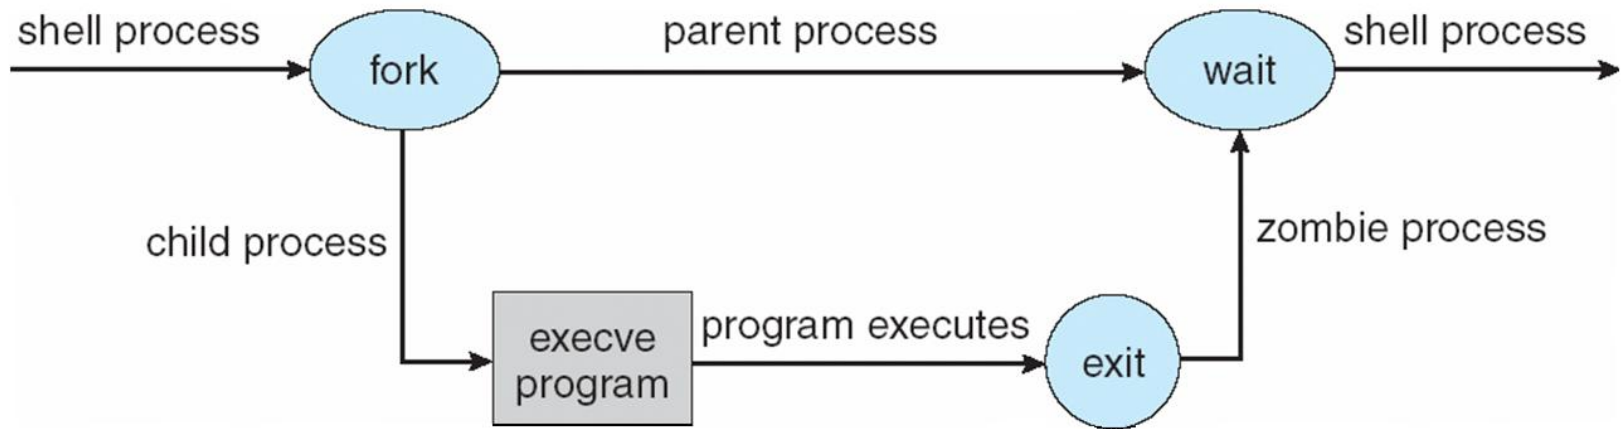 shell process
fork
parent process
wait
shell process
child process
zombie process
execve
program
program executes
exit